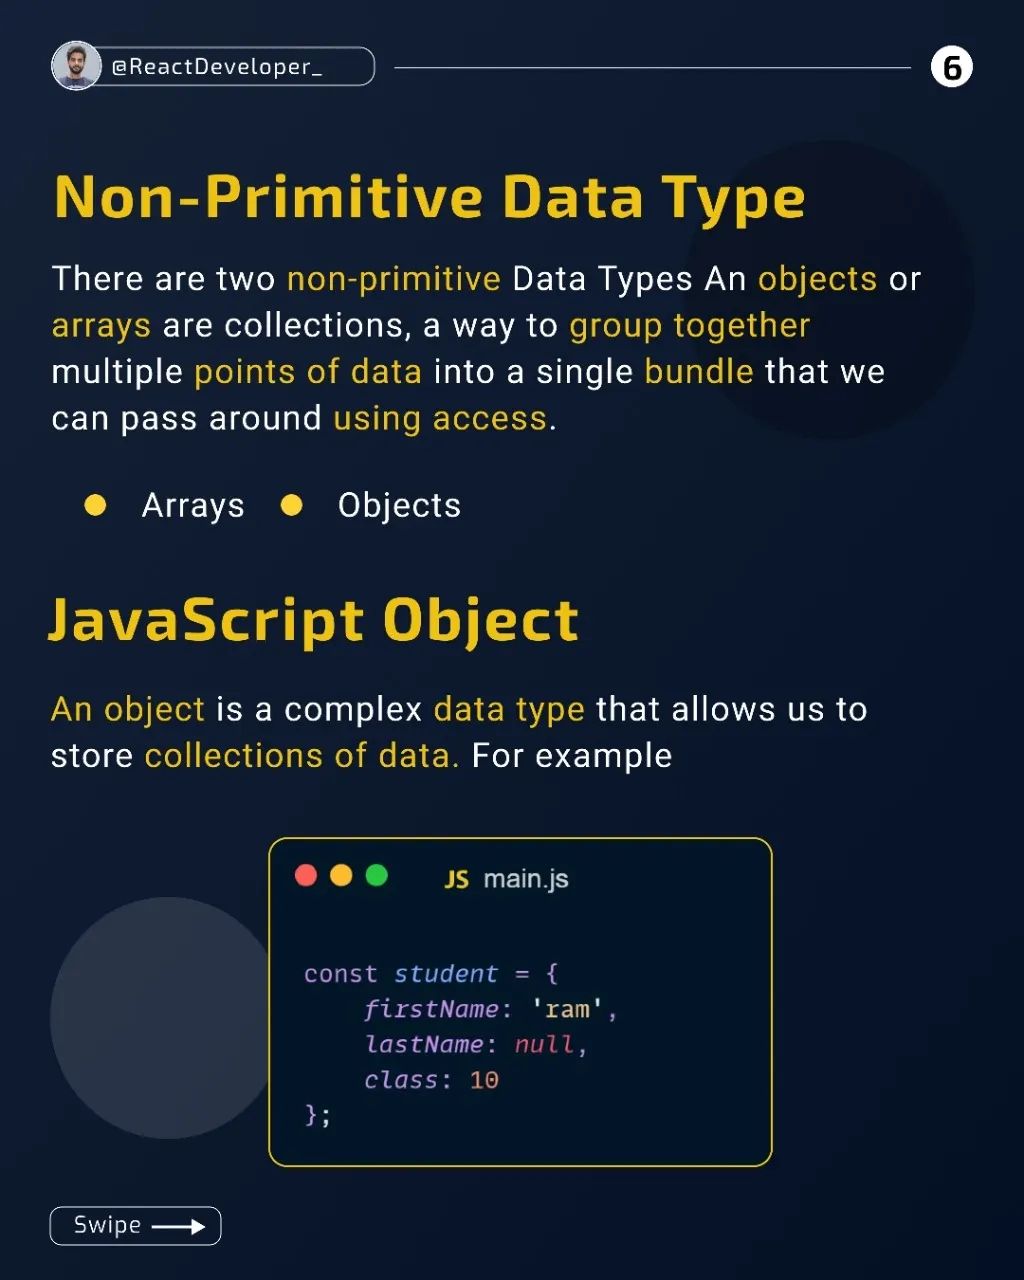 @ReactDeveloper_
6
Non-Primitive Data Type
There are two non-primitive Data Types An objects or
arrays are collections, a way to group together
multiple points of data into a single bundle that we
can pass around using access.
Arrays Objects
JavaScript Object
An object is a complex data type that allows us to
store collections of data. For example
JS main.js
const student = {
    firstName: 'ram',
    lastName: null,
    class: 10
};
Swipe